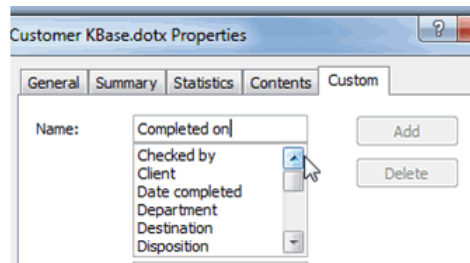 Customer KBase.dotx Properties
General Summary Statistics Contents Custom
Name: Completed on Add
Checked by
Client Delete
Date completed
Department
Destination
Disposition